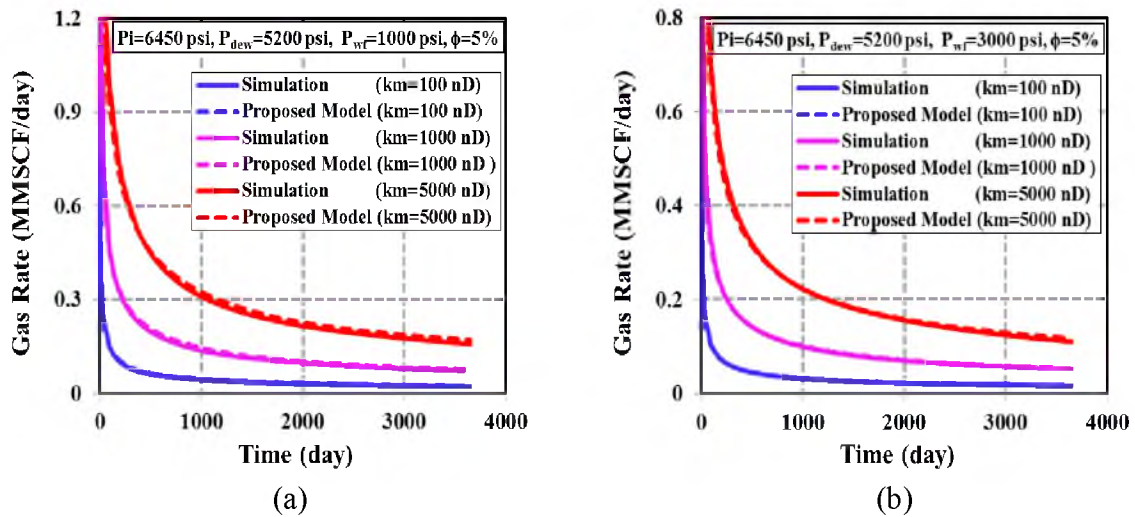 Pi=6450 psi, Pdew=5200 psi, Pwf=1000 psi, ϕ=5%
Simulation (km=100 nD)
Proposed Model (km=100 nD)
Simulation (km=1000 nD)
Proposed Model (km=1000 nD )
Simulation (km=5000 nD)
Proposed Model (km=5000 nD)
Gas Rate (MMSCF/day)
1.2
0.9
0.6
0.3
0
0 1000 2000 3000 4000
Time (day)
(a)
Pi=6450 psi, Pdew=5200 psi, Pwf=3000 psi, ϕ=5%
Simulation (km=100 nD)
Proposed Model (km=100 nD)
Simulation (km=1000 nD)
Proposed Model (km=1000 nD)
Simulation (km=5000 nD)
Proposed Model (km=5000 nD)
Gas Rate (MMSCF/day)
0.8
0.6
0.4
0.2
0
0 1000 2000 3000 4000
Time (day)
(b)